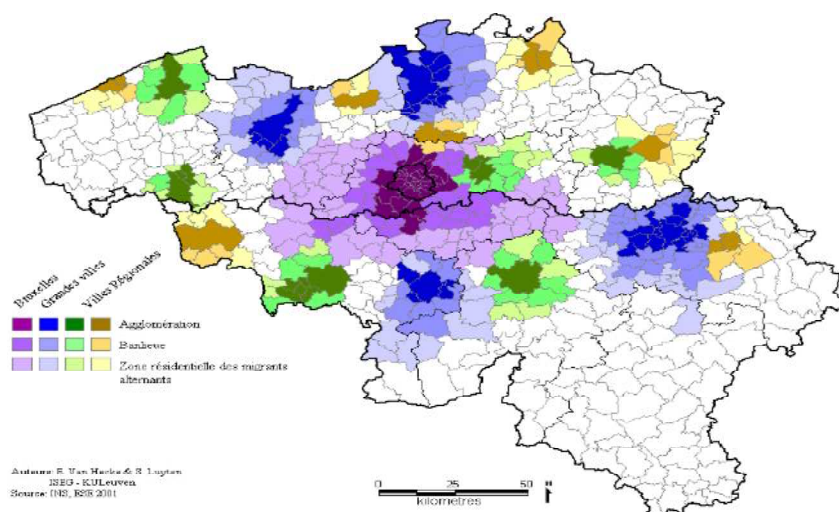 Bruxelles
Grandes villes
Villes Régionales
Agglomération
Banlieue
Zone résidentielle des migrants
alternants
Auteurs: E. Van Hecke & S. Luyten
ISEG - KULeuven
Source: INS, ESE 2001
0 25 50
kilometres